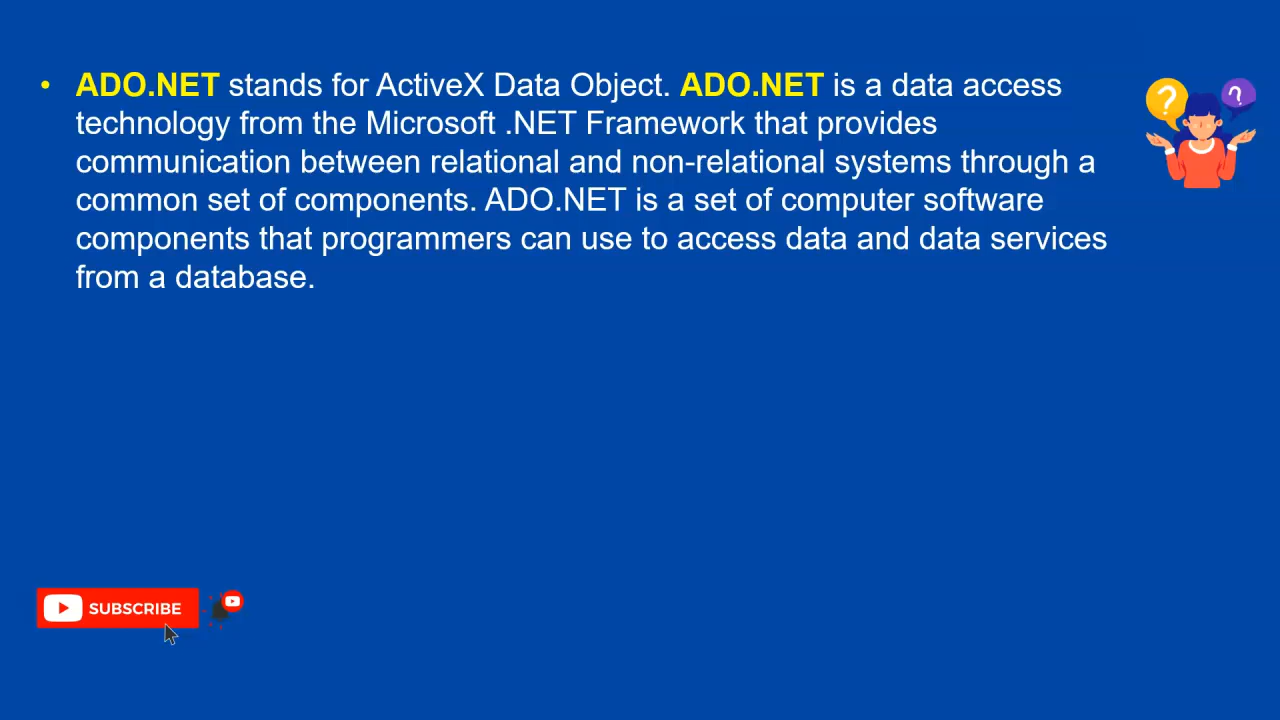 • ADO.NET stands for ActiveX Data Object. ADO.NET is a data access
technology from the Microsoft .NET Framework that provides
communication between relational and non-relational systems through a
common set of components. ADO.NET is a set of computer software
components that programmers can use to access data and data services
from a database.
? ?
SUBSCRIBE